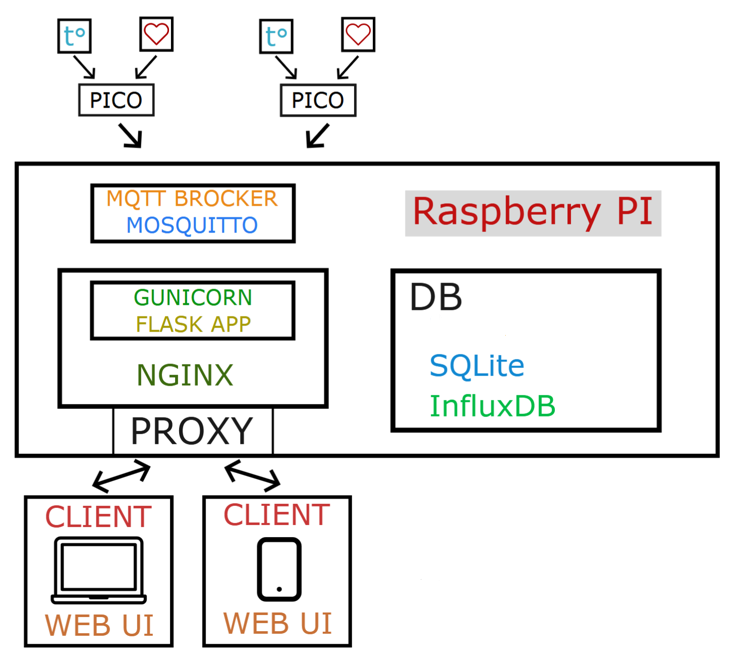 t° t°
PICO PICO
MQTT BROCKER
MOSQUITTO
Raspberry PI
GUNICORN
FLASK APP
NGINX
PROXY
DB
SQLite
InfluxDB
CLIENT
WEB UI
CLIENT
WEB UI